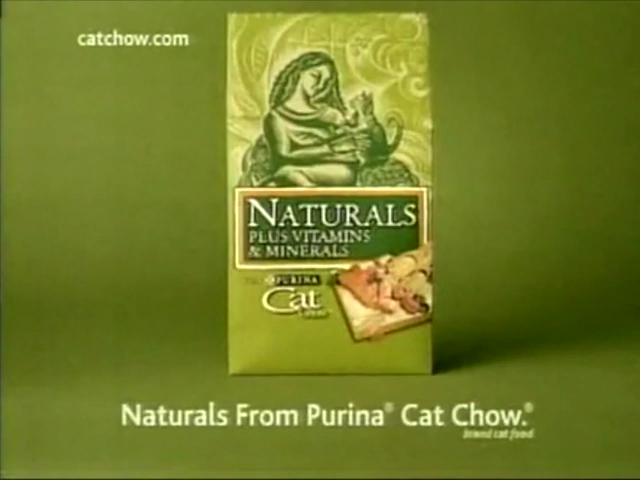 catchow.com
NATURALS
PLUS VITAMINS
& MINERALS
PURINA
Cat
Naturals From Purina® Cat Chow.®
brand cat food